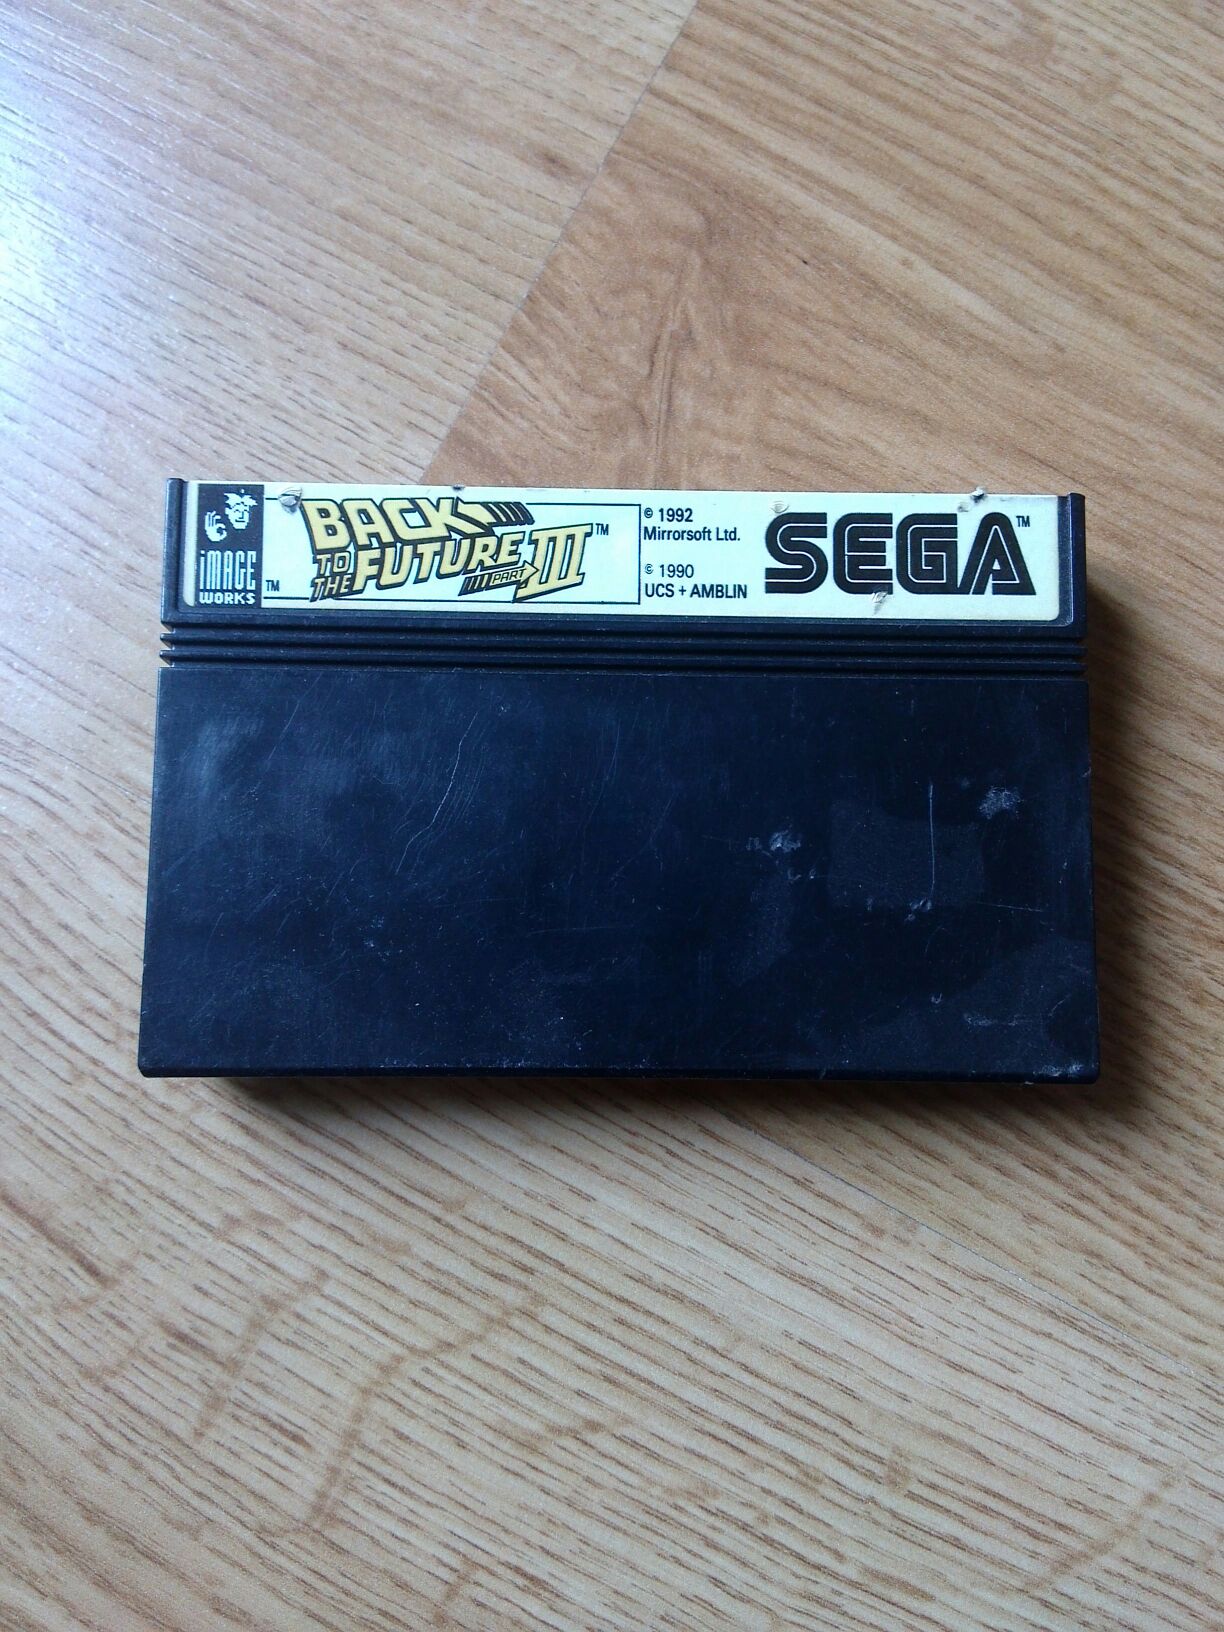 iMAGE
WORKS
TM
BACK
TO
THE FUTURE
PART III
TM
© 1992
Mirrorsoft Ltd.
© 1990
UCS + AMBLIN
SEGA TM